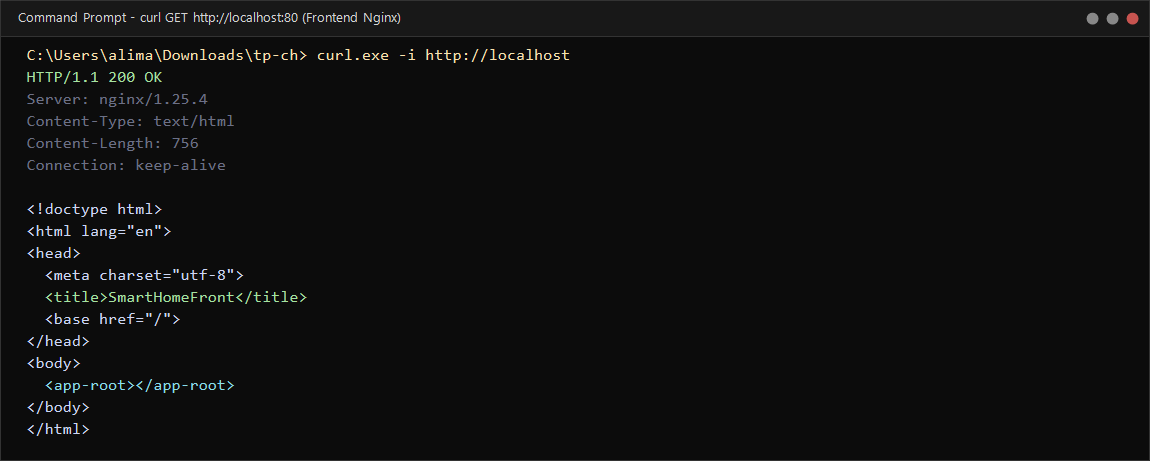 Command Prompt - curl GET http://localhost:80 (Frontend Nginx)
C:\Users\alima\Downloads\tp-ch> curl.exe -i http://localhost
HTTP/1.1 200 OK
Server: nginx/1.25.4
Content-Type: text/html
Content-Length: 756
Connection: keep-alive
<!doctype html>
<html lang="en">
<head>
  <meta charset="utf-8">
  <title>SmartHomeFront</title>
  <base href="/">
</head>
<body>
  <app-root></app-root>
</body>
</html>